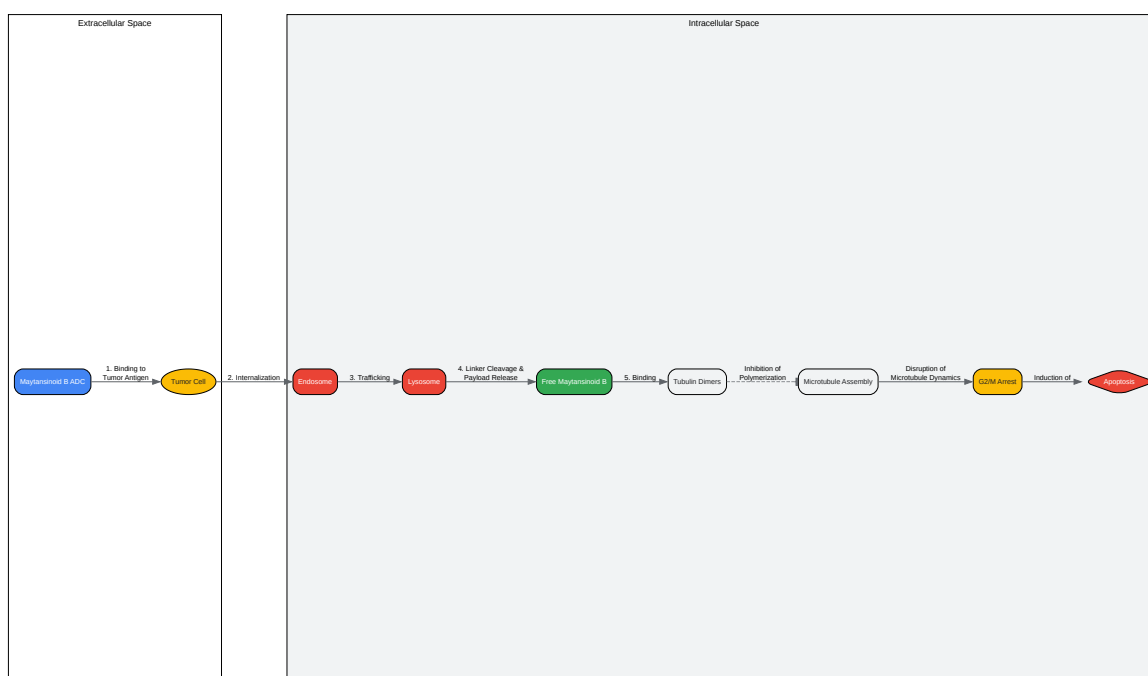 Extracellular Space
Intracellular Space
Maytansinoid B ADC
1. Binding to
Tumor Antigen
Tumor Cell
2. Internalization
Endosome
3. Trafficking
Lysosome
4. Linker Cleavage &
Payload Release
Free Maytansinoid B
5. Binding
Tubulin Dimers
Inhibition of
Polymerization
Microtubule Assembly
Disruption of
Microtubule Dynamics
G2/M Arrest
Induction of
Apoptosis